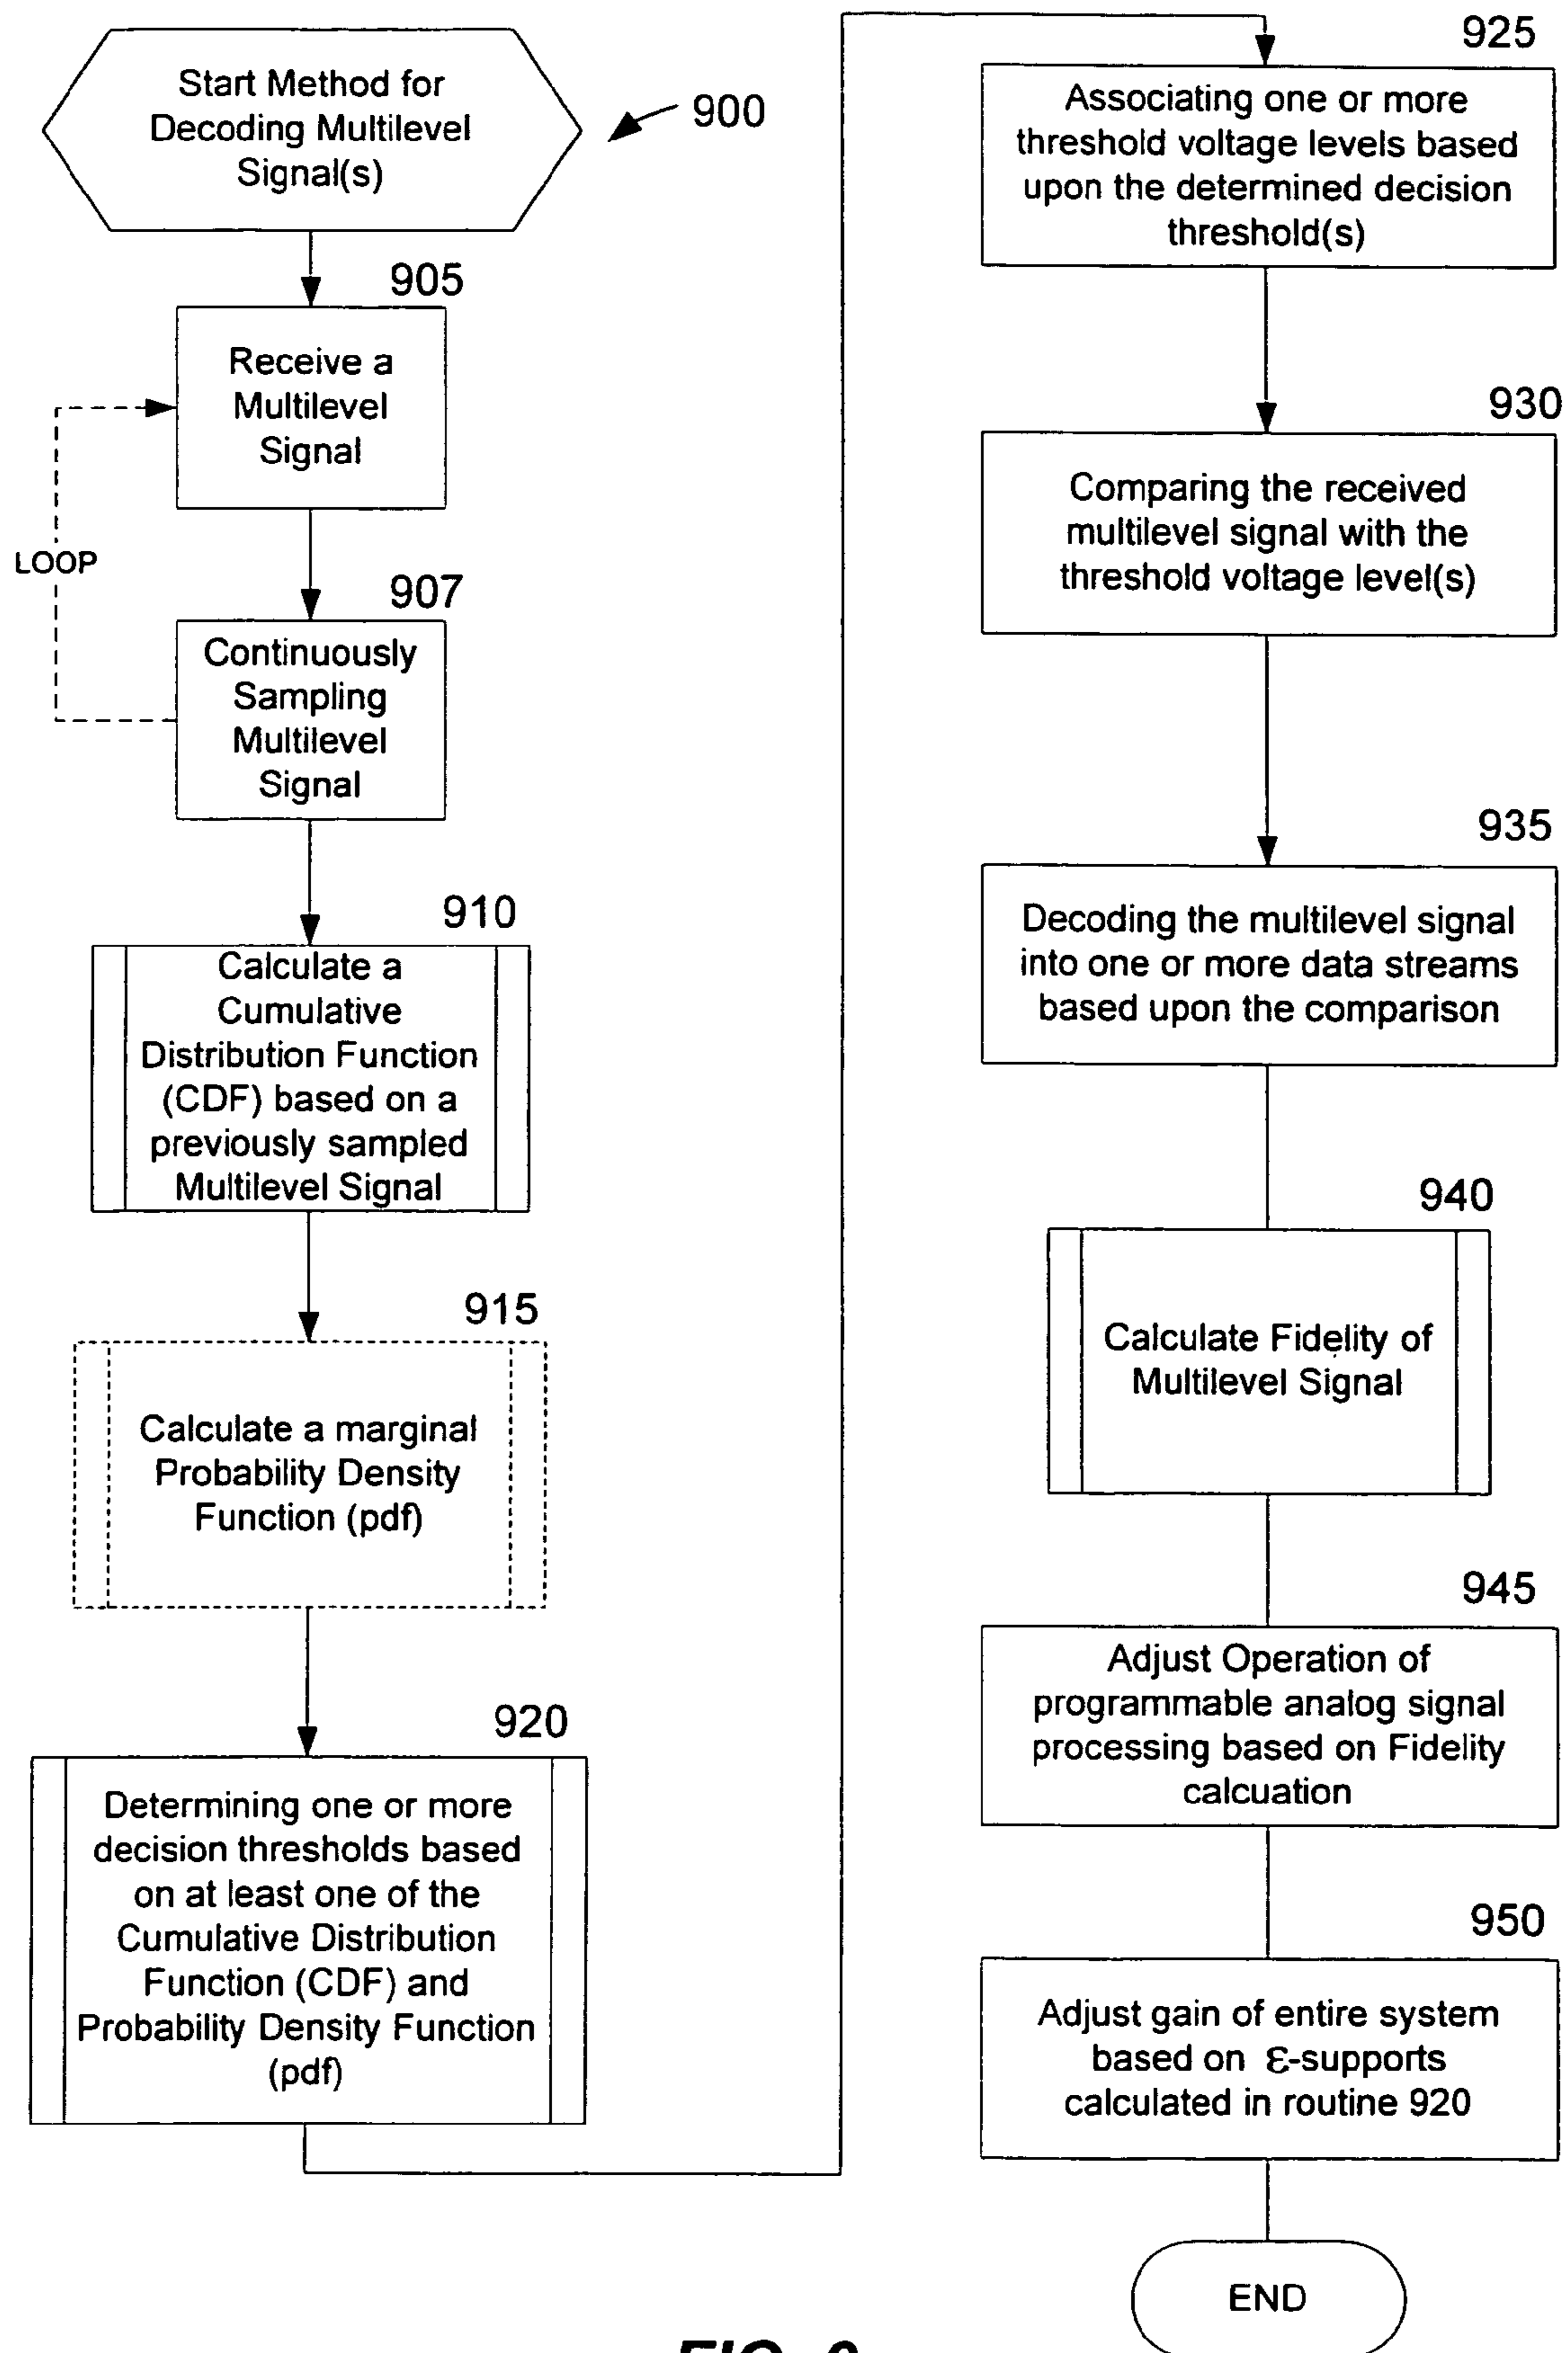 Start Method for
Decoding Multilevel
Signal(s)
900
905
Receive a
Multilevel
Signal
LOOP
907
Continuously
Sampling
Multilevel
Signal
910
Calculate a
Cumulative
Distribution Function
(CDF) based on a
previously sampled
Multilevel Signal
915
Calculate a marginal
Probability Density
Function (pdf)
920
Determining one or more
decision thresholds based
on at least one of the
Cumulative Distribution
Function (CDF) and
Probability Density Function
(pdf)
925
Associating one or more
threshold voltage levels based
upon the determined decision
threshold(s)
930
Comparing the received
multilevel signal with the
threshold voltage level(s)
935
Decoding the multilevel signal
into one or more data streams
based upon the comparison
940
Calculate Fidelity of
Multilevel Signal
945
Adjust Operation of
programmable analog signal
processing based on Fidelity
calcuation
950
Adjust gain of entire system
based on ε-supports
calculated in routine 920
END
FIG.